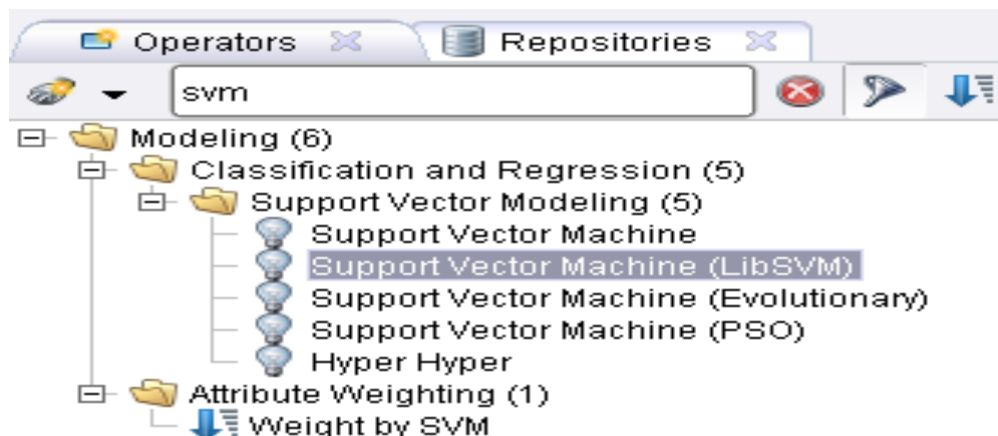 Operators Repositories
svm
Modeling (6)
Classification and Regression (5)
Support Vector Modeling (5)
Support Vector Machine
Support Vector Machine (LibSVM)
Support Vector Machine (Evolutionary)
Support Vector Machine (PSO)
Hyper Hyper
Attribute Weighting (1)
Weight by SVM